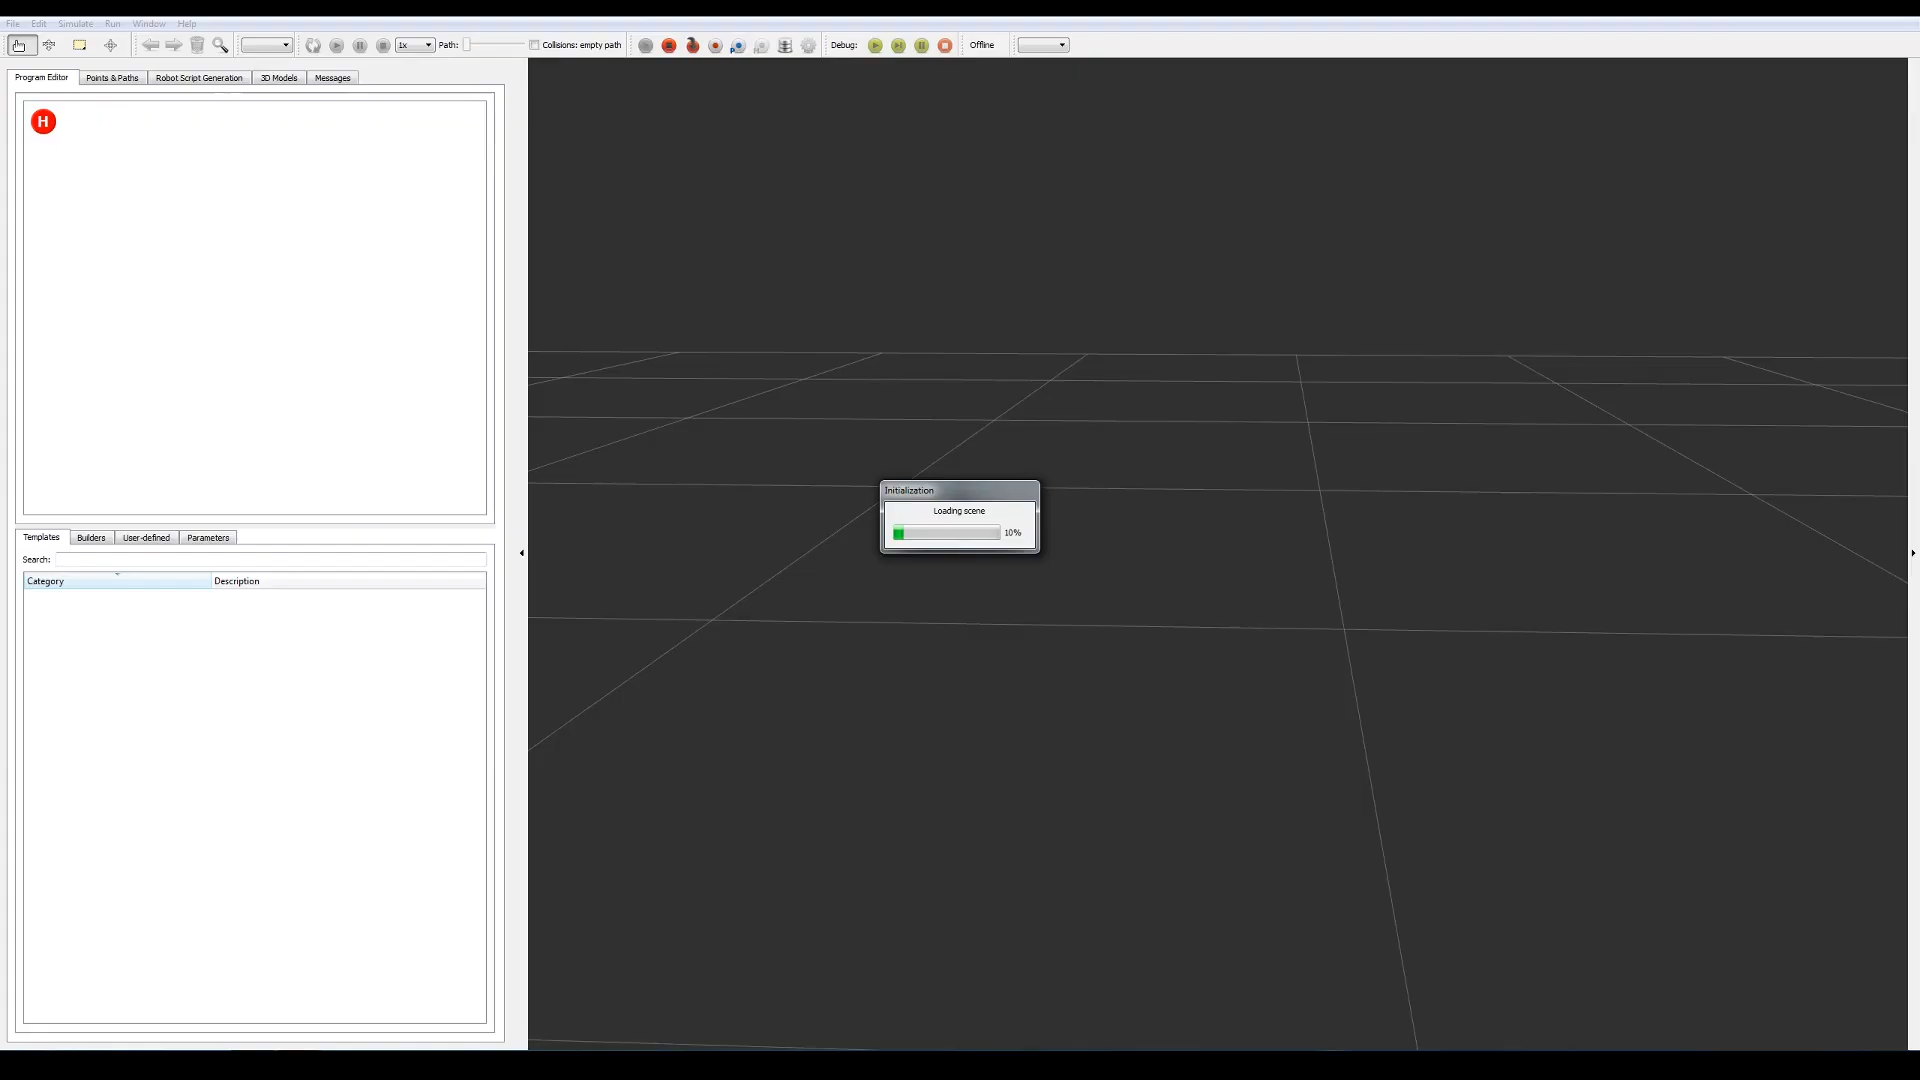 File Edit Simulate Run Window Help
1x Path: Collisions: empty path Debug: Offline
Program Editor Points & Paths Robot Script Generation 3D Models Messages
H
Initialization
Loading scene
10%
Templates Builders User-defined Parameters
Search:
Category Description